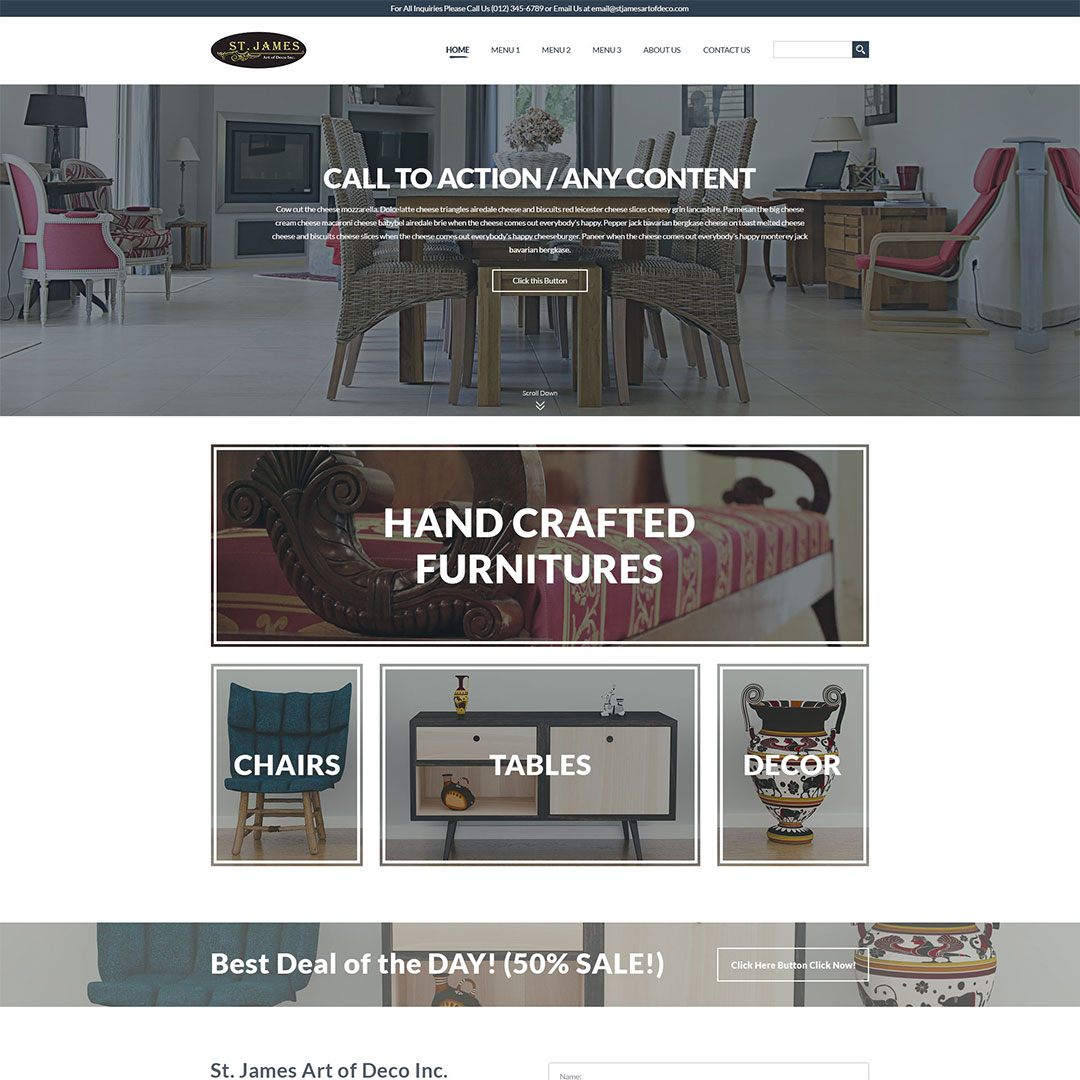 For All Inquiries Please Call Us (012) 345-6789 or Email Us at email@stjamesartofdeco.com
ST. JAMES
Art of Deco Inc.
HOME MENU 1 MENU 2 MENU 3 ABOUT US CONTACT US
CALL TO ACTION / ANY CONTENT
Cow cut the cheese mozzarella. Dolcelatte cheese triangles airedale cheese and biscuits red leicester cheese slices cheesy grin lancashire. Parmesan the big cheese
cream cheese macaroni cheese babybel airedale brie when the cheese comes out everybody's happy. Pepper jack bavarian bergkase cheese on toast melted cheese
cheese and biscuits cheese slices when the cheese comes out everybody's happy cheeseburger. Paneer when the cheese comes out everybody's happy monterey jack
bavarian bergkase.
Click this Button
Scroll Down
HAND CRAFTED
FURNITURES
CHAIRS
TABLES
DECOR
Best Deal of the DAY! (50% SALE!)
Click Here Button Click Now!
St. James Art of Deco Inc.
Name: